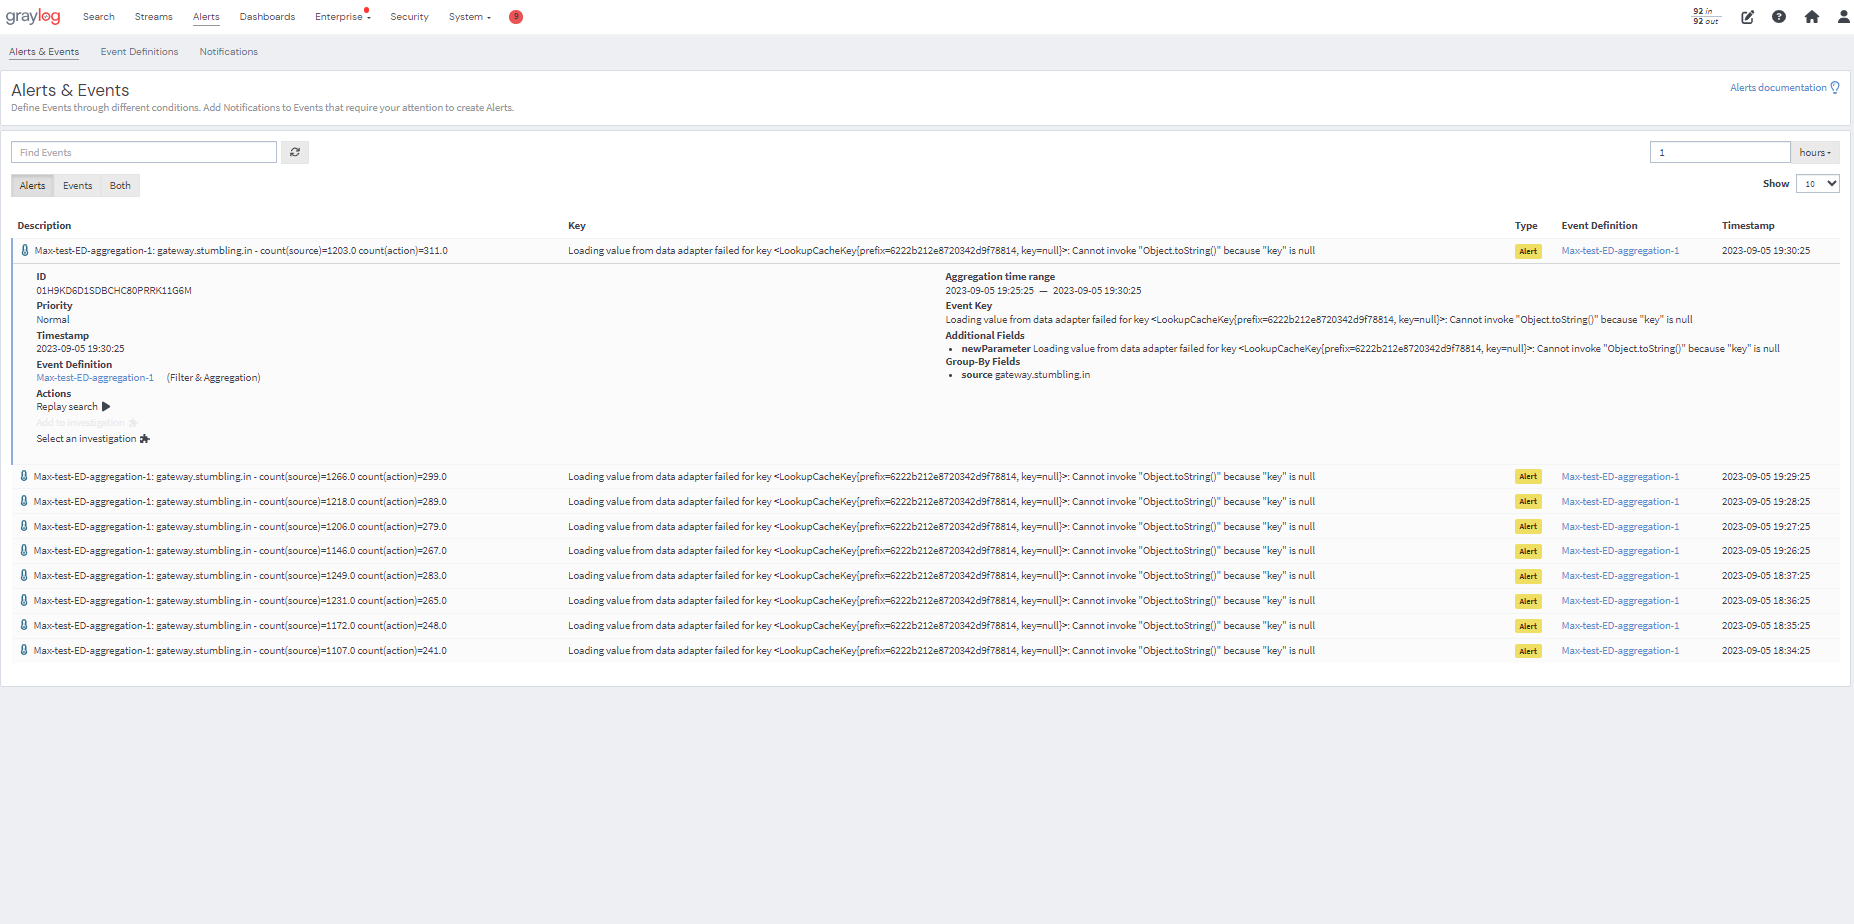 graylog Search Streams Alerts Dashboards Enterprise Security System 9 92 in
92 out
Alerts & Events Event Definitions Notifications
Alerts & Events
Define Events through different conditions. Add Notifications to Events that require your attention to create Alerts.
Alerts documentation
Find Events
1 hours
Alerts Events Both
Show 10
Description Key Type Event Definition Timestamp
Max-test-ED-aggregation-1: gateway.stumbling.in - count(source)=1203.0 count(action)=311.0 Loading value from data adapter failed for key <LookupCacheKey{prefix=6222b212e8720342d9f78814, key=null}>: Cannot invoke "Object.toString()" because "key" is null Alert Max-test-ED-aggregation-1 2023-09-05 19:30:25
ID
01H9KD6D1SDBCHC80PRRK11G6M
Priority
Normal
Timestamp
2023-09-05 19:30:25
Event Definition
Max-test-ED-aggregation-1 (Filter & Aggregation)
Actions
Replay search
Add to investigation
Select an investigation
Aggregation time range
2023-09-05 19:25:25 — 2023-09-05 19:30:25
Event Key
Loading value from data adapter failed for key <LookupCacheKey{prefix=6222b212e8720342d9f78814, key=null}>: Cannot invoke "Object.toString()" because "key" is null
Additional Fields
• newParameter Loading value from data adapter failed for key <LookupCacheKey{prefix=6222b212e8720342d9f78814, key=null}>: Cannot invoke "Object.toString()" because "key" is null
Group-By Fields
• source gateway.stumbling.in
Max-test-ED-aggregation-1: gateway.stumbling.in - count(source)=1266.0 count(action)=299.0 Loading value from data adapter failed for key <LookupCacheKey{prefix=6222b212e8720342d9f78814, key=null}>: Cannot invoke "Object.toString()" because "key" is null Alert Max-test-ED-aggregation-1 2023-09-05 19:29:25
Max-test-ED-aggregation-1: gateway.stumbling.in - count(source)=1218.0 count(action)=289.0 Loading value from data adapter failed for key <LookupCacheKey{prefix=6222b212e8720342d9f78814, key=null}>: Cannot invoke "Object.toString()" because "key" is null Alert Max-test-ED-aggregation-1 2023-09-05 19:28:25
Max-test-ED-aggregation-1: gateway.stumbling.in - count(source)=1206.0 count(action)=279.0 Loading value from data adapter failed for key <LookupCacheKey{prefix=6222b212e8720342d9f78814, key=null}>: Cannot invoke "Object.toString()" because "key" is null Alert Max-test-ED-aggregation-1 2023-09-05 19:27:25
Max-test-ED-aggregation-1: gateway.stumbling.in - count(source)=1146.0 count(action)=267.0 Loading value from data adapter failed for key <LookupCacheKey{prefix=6222b212e8720342d9f78814, key=null}>: Cannot invoke "Object.toString()" because "key" is null Alert Max-test-ED-aggregation-1 2023-09-05 19:26:25
Max-test-ED-aggregation-1: gateway.stumbling.in - count(source)=1249.0 count(action)=283.0 Loading value from data adapter failed for key <LookupCacheKey{prefix=6222b212e8720342d9f78814, key=null}>: Cannot invoke "Object.toString()" because "key" is null Alert Max-test-ED-aggregation-1 2023-09-05 18:37:25
Max-test-ED-aggregation-1: gateway.stumbling.in - count(source)=1231.0 count(action)=265.0 Loading value from data adapter failed for key <LookupCacheKey{prefix=6222b212e8720342d9f78814, key=null}>: Cannot invoke "Object.toString()" because "key" is null Alert Max-test-ED-aggregation-1 2023-09-05 18:36:25
Max-test-ED-aggregation-1: gateway.stumbling.in - count(source)=1172.0 count(action)=248.0 Loading value from data adapter failed for key <LookupCacheKey{prefix=6222b212e8720342d9f78814, key=null}>: Cannot invoke "Object.toString()" because "key" is null Alert Max-test-ED-aggregation-1 2023-09-05 18:35:25
Max-test-ED-aggregation-1: gateway.stumbling.in - count(source)=1107.0 count(action)=241.0 Loading value from data adapter failed for key <LookupCacheKey{prefix=6222b212e8720342d9f78814, key=null}>: Cannot invoke "Object.toString()" because "key" is null Alert Max-test-ED-aggregation-1 2023-09-05 18:34:25